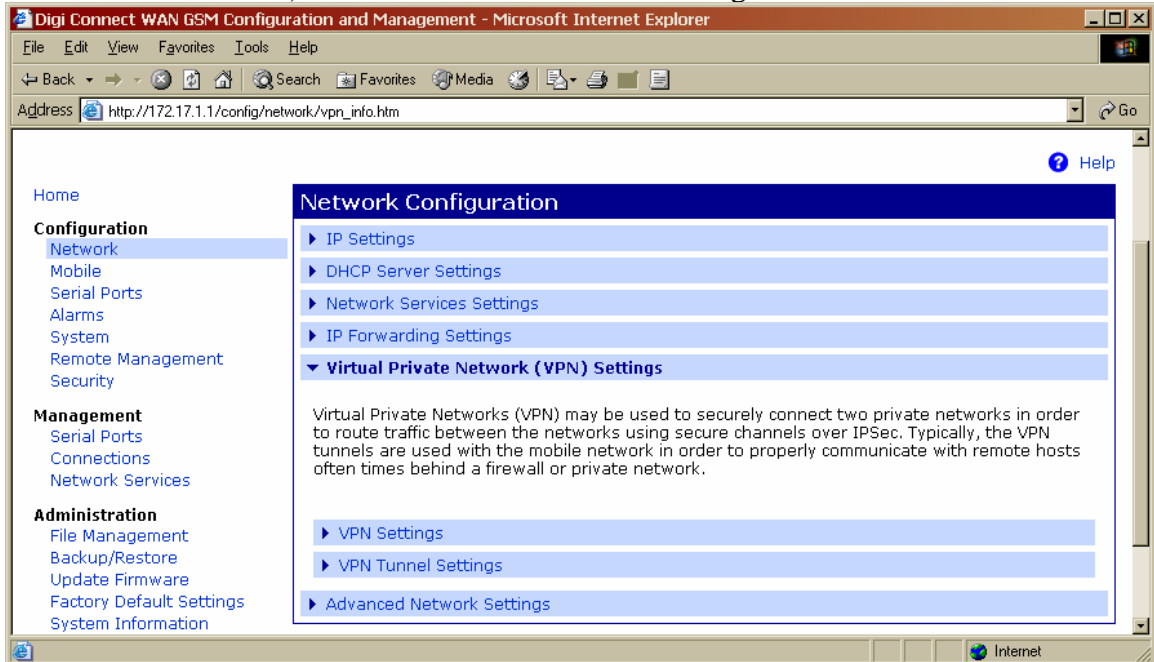 Digi Connect WAN GSM Configuration and Management - Microsoft Internet Explorer
File Edit View Favorites Tools Help
Back Search Favorites Media
Address http://172.17.1.1/config/network/vpn_info.htm Go
Help
Home
Configuration
Network
Mobile
Serial Ports
Alarms
System
Remote Management
Security
Management
Serial Ports
Connections
Network Services
Administration
File Management
Backup/Restore
Update Firmware
Factory Default Settings
System Information
Network Configuration
IP Settings
DHCP Server Settings
Network Services Settings
IP Forwarding Settings
Virtual Private Network (VPN) Settings
Virtual Private Networks (VPN) may be used to securely connect two private networks in order
to route traffic between the networks using secure channels over IPSec. Typically, the VPN
tunnels are used with the mobile network in order to properly communicate with remote hosts
often times behind a firewall or private network.
VPN Settings
VPN Tunnel Settings
Advanced Network Settings
Internet